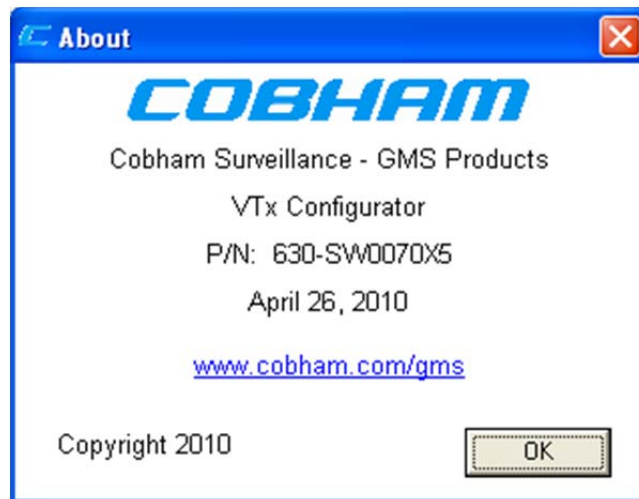 About
COBHAM
Cobham Surveillance - GMS Products
VTx Configurator
P/N: 630-SW0070X5
April 26, 2010
www.cobham.com/gms
Copyright 2010
OK